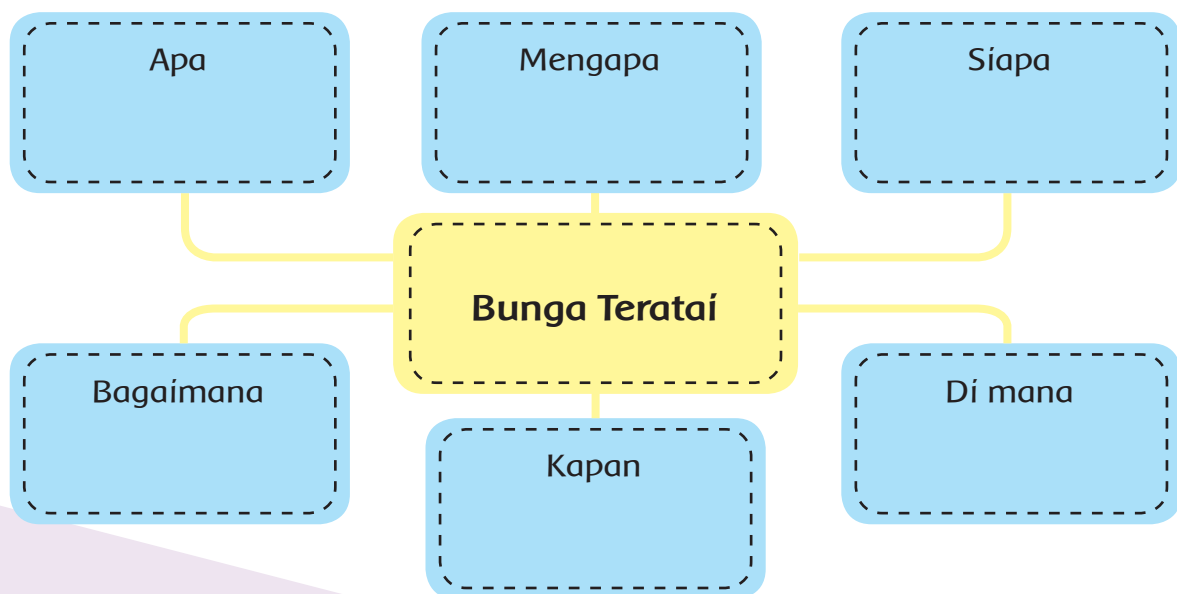 Apa
Mengapa
Siapa
Bunga Teratai
Bagaimana
Kapan
Di mana